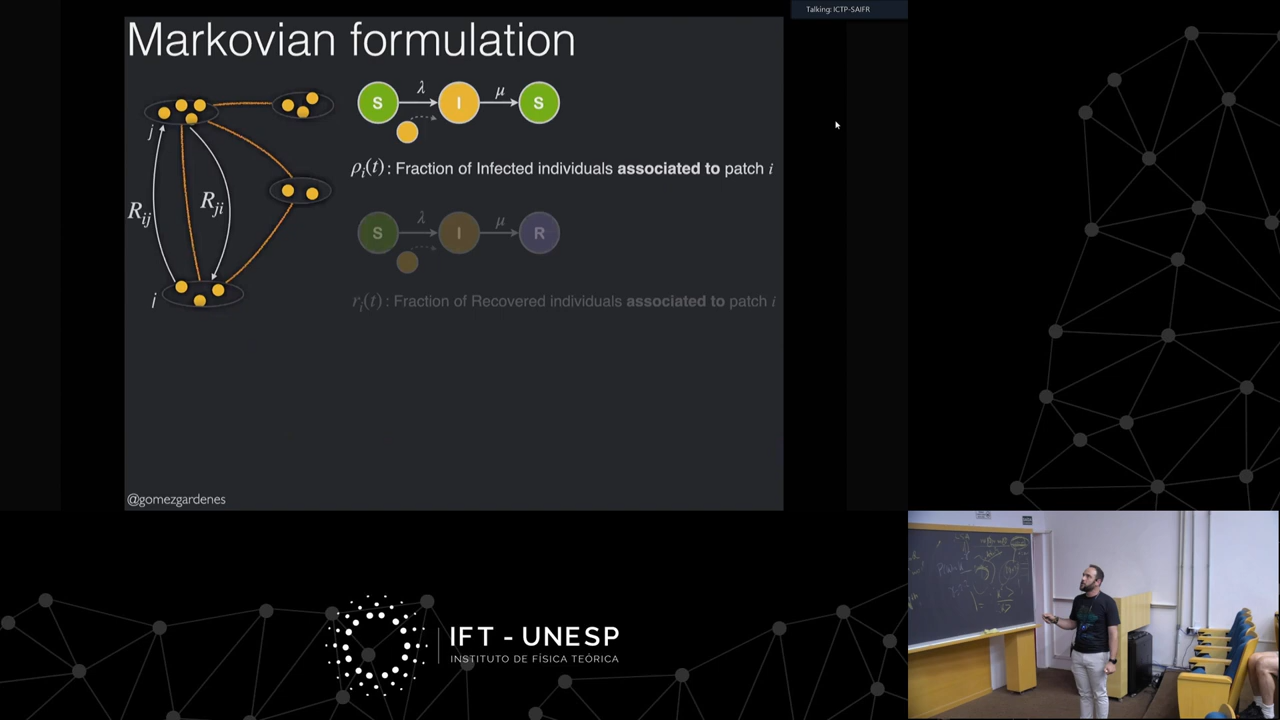 Talking: ICTP-SAIFR
Markovian formulation
S λ I μ S
j
ρᵢ(t): Fraction of Infected individuals associated to patch i
Rᵢⱼ
Rⱼᵢ
S λ I μ R
i
rᵢ(t): Fraction of Recovered individuals associated to patch i
@gomezgardenes
IFT - UNESP
INSTITUTO DE FÍSICA TEÓRICA